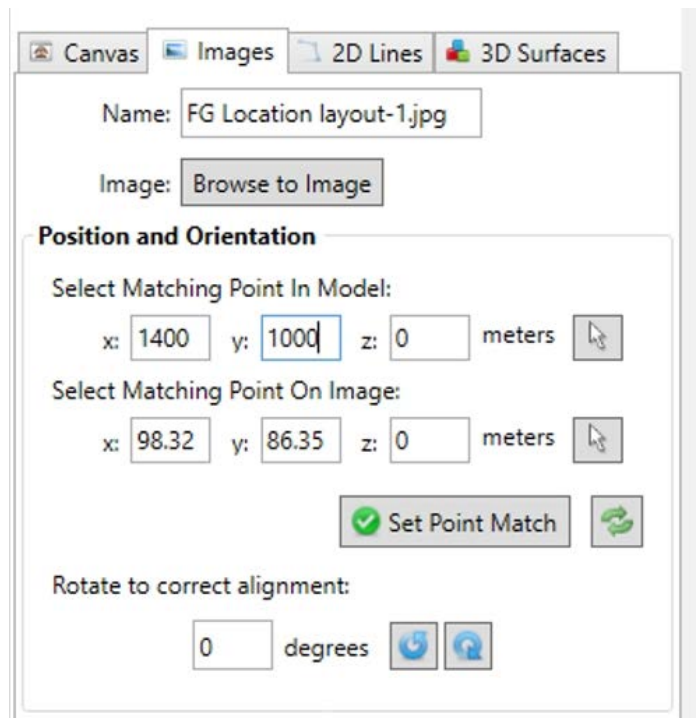 Canvas Images 2D Lines 3D Surfaces
Name: FG Location layout-1.jpg
Image: Browse to Image
Position and Orientation
Select Matching Point In Model:
x: 1400 y: 1000 z: 0 meters
Select Matching Point On Image:
x: 98.32 y: 86.35 z: 0 meters
Set Point Match
Rotate to correct alignment:
0 degrees